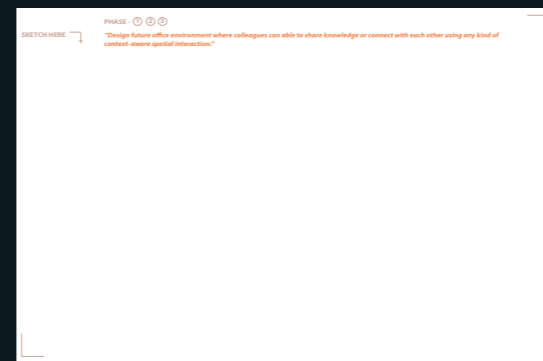 PHASE - 1 2 3
SKETCH HERE
"Design future office environment where colleagues can able to share knowledge or connect with each other using any kind of
context-aware spatial interaction."